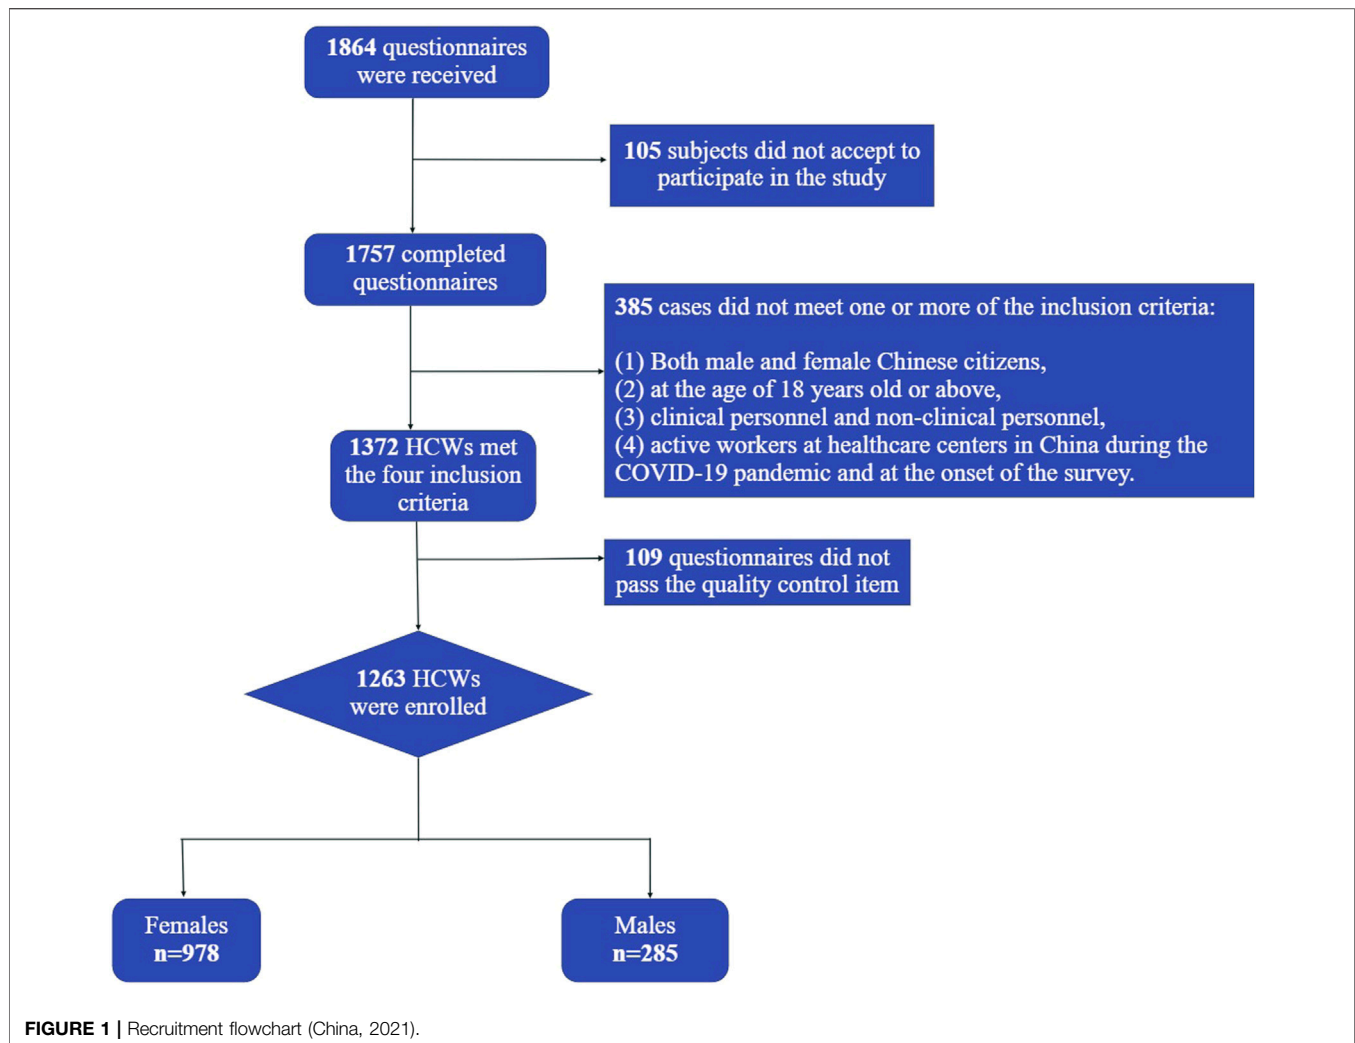 1864 questionnaires
were received
105 subjects did not accept to
participate in the study
1757 completed
questionnaires
385 cases did not meet one or more of the inclusion criteria:
(1) Both male and female Chinese citizens,
(2) at the age of 18 years old or above,
(3) clinical personnel and non-clinical personnel,
(4) active workers at healthcare centers in China during the
COVID-19 pandemic and at the onset of the survey.
1372 HCWs met
the four inclusion
criteria
109 questionnaires did not
pass the quality control item
1263 HCWs
were enrolled
Females
n=978
Males
n=285
FIGURE 1 | Recruitment flowchart (China, 2021).